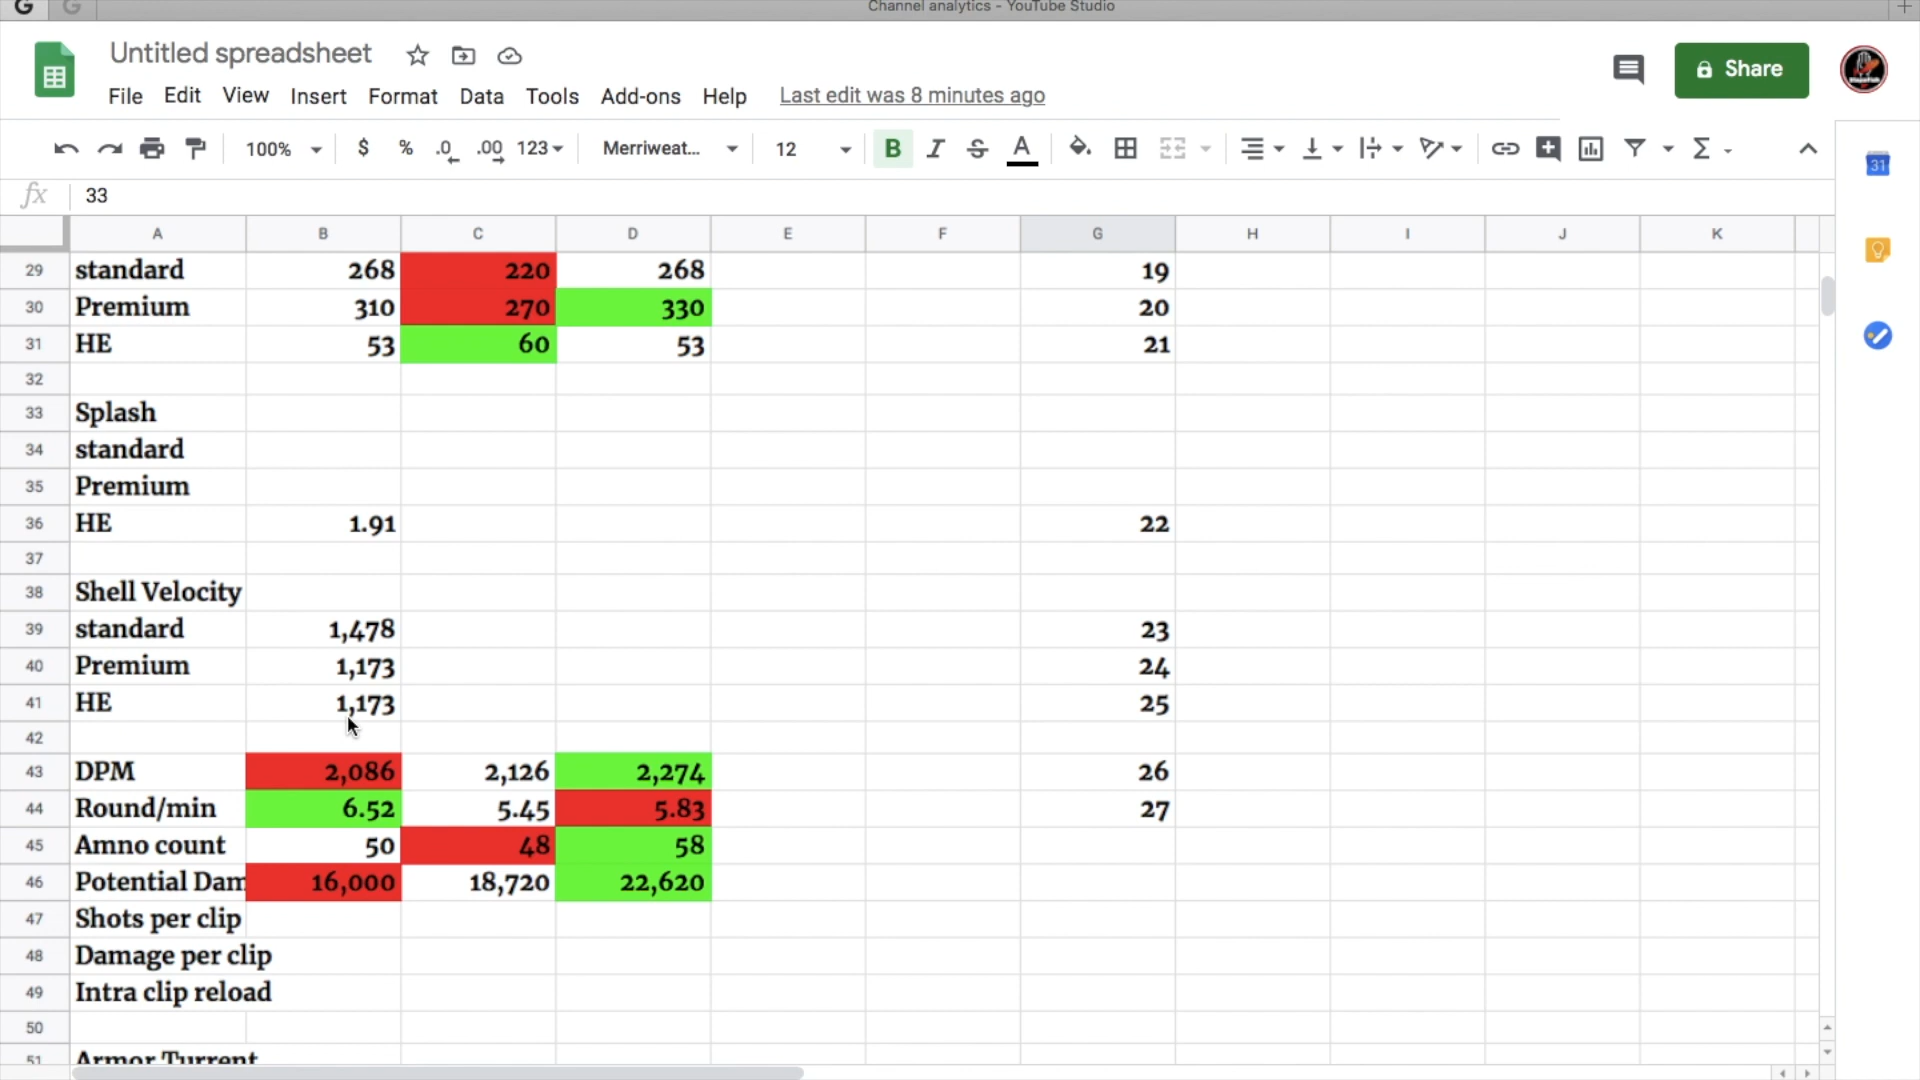 Channel analytics - YouTube Studio
Untitled spreadsheet
Share
File Edit View Insert Format Data Tools Add-ons Help Last edit was 8 minutes ago
100% $ % .0 .00 123 Merriweat... 12 B I S A Σ
31
fx 33
A B C D E F G H I J K
29 standard 268 220 268 19
30 Premium 310 270 330 20
31 HE 53 60 53 21
32
33 Splash
34 standard
35 Premium
36 HE 1.91 22
37
38 Shell Velocity
39 standard 1,478 23
40 Premium 1,173 24
41 HE 1,173 25
42
43 DPM 2,086 2,126 2,274 26
44 Round/min 6.52 5.45 5.83 27
45 Amno count 50 48 58
46 Potential Dam 16,000 18,720 22,620
47 Shots per clip
48 Damage per clip
49 Intra clip reload
50
51 Armor Turrent